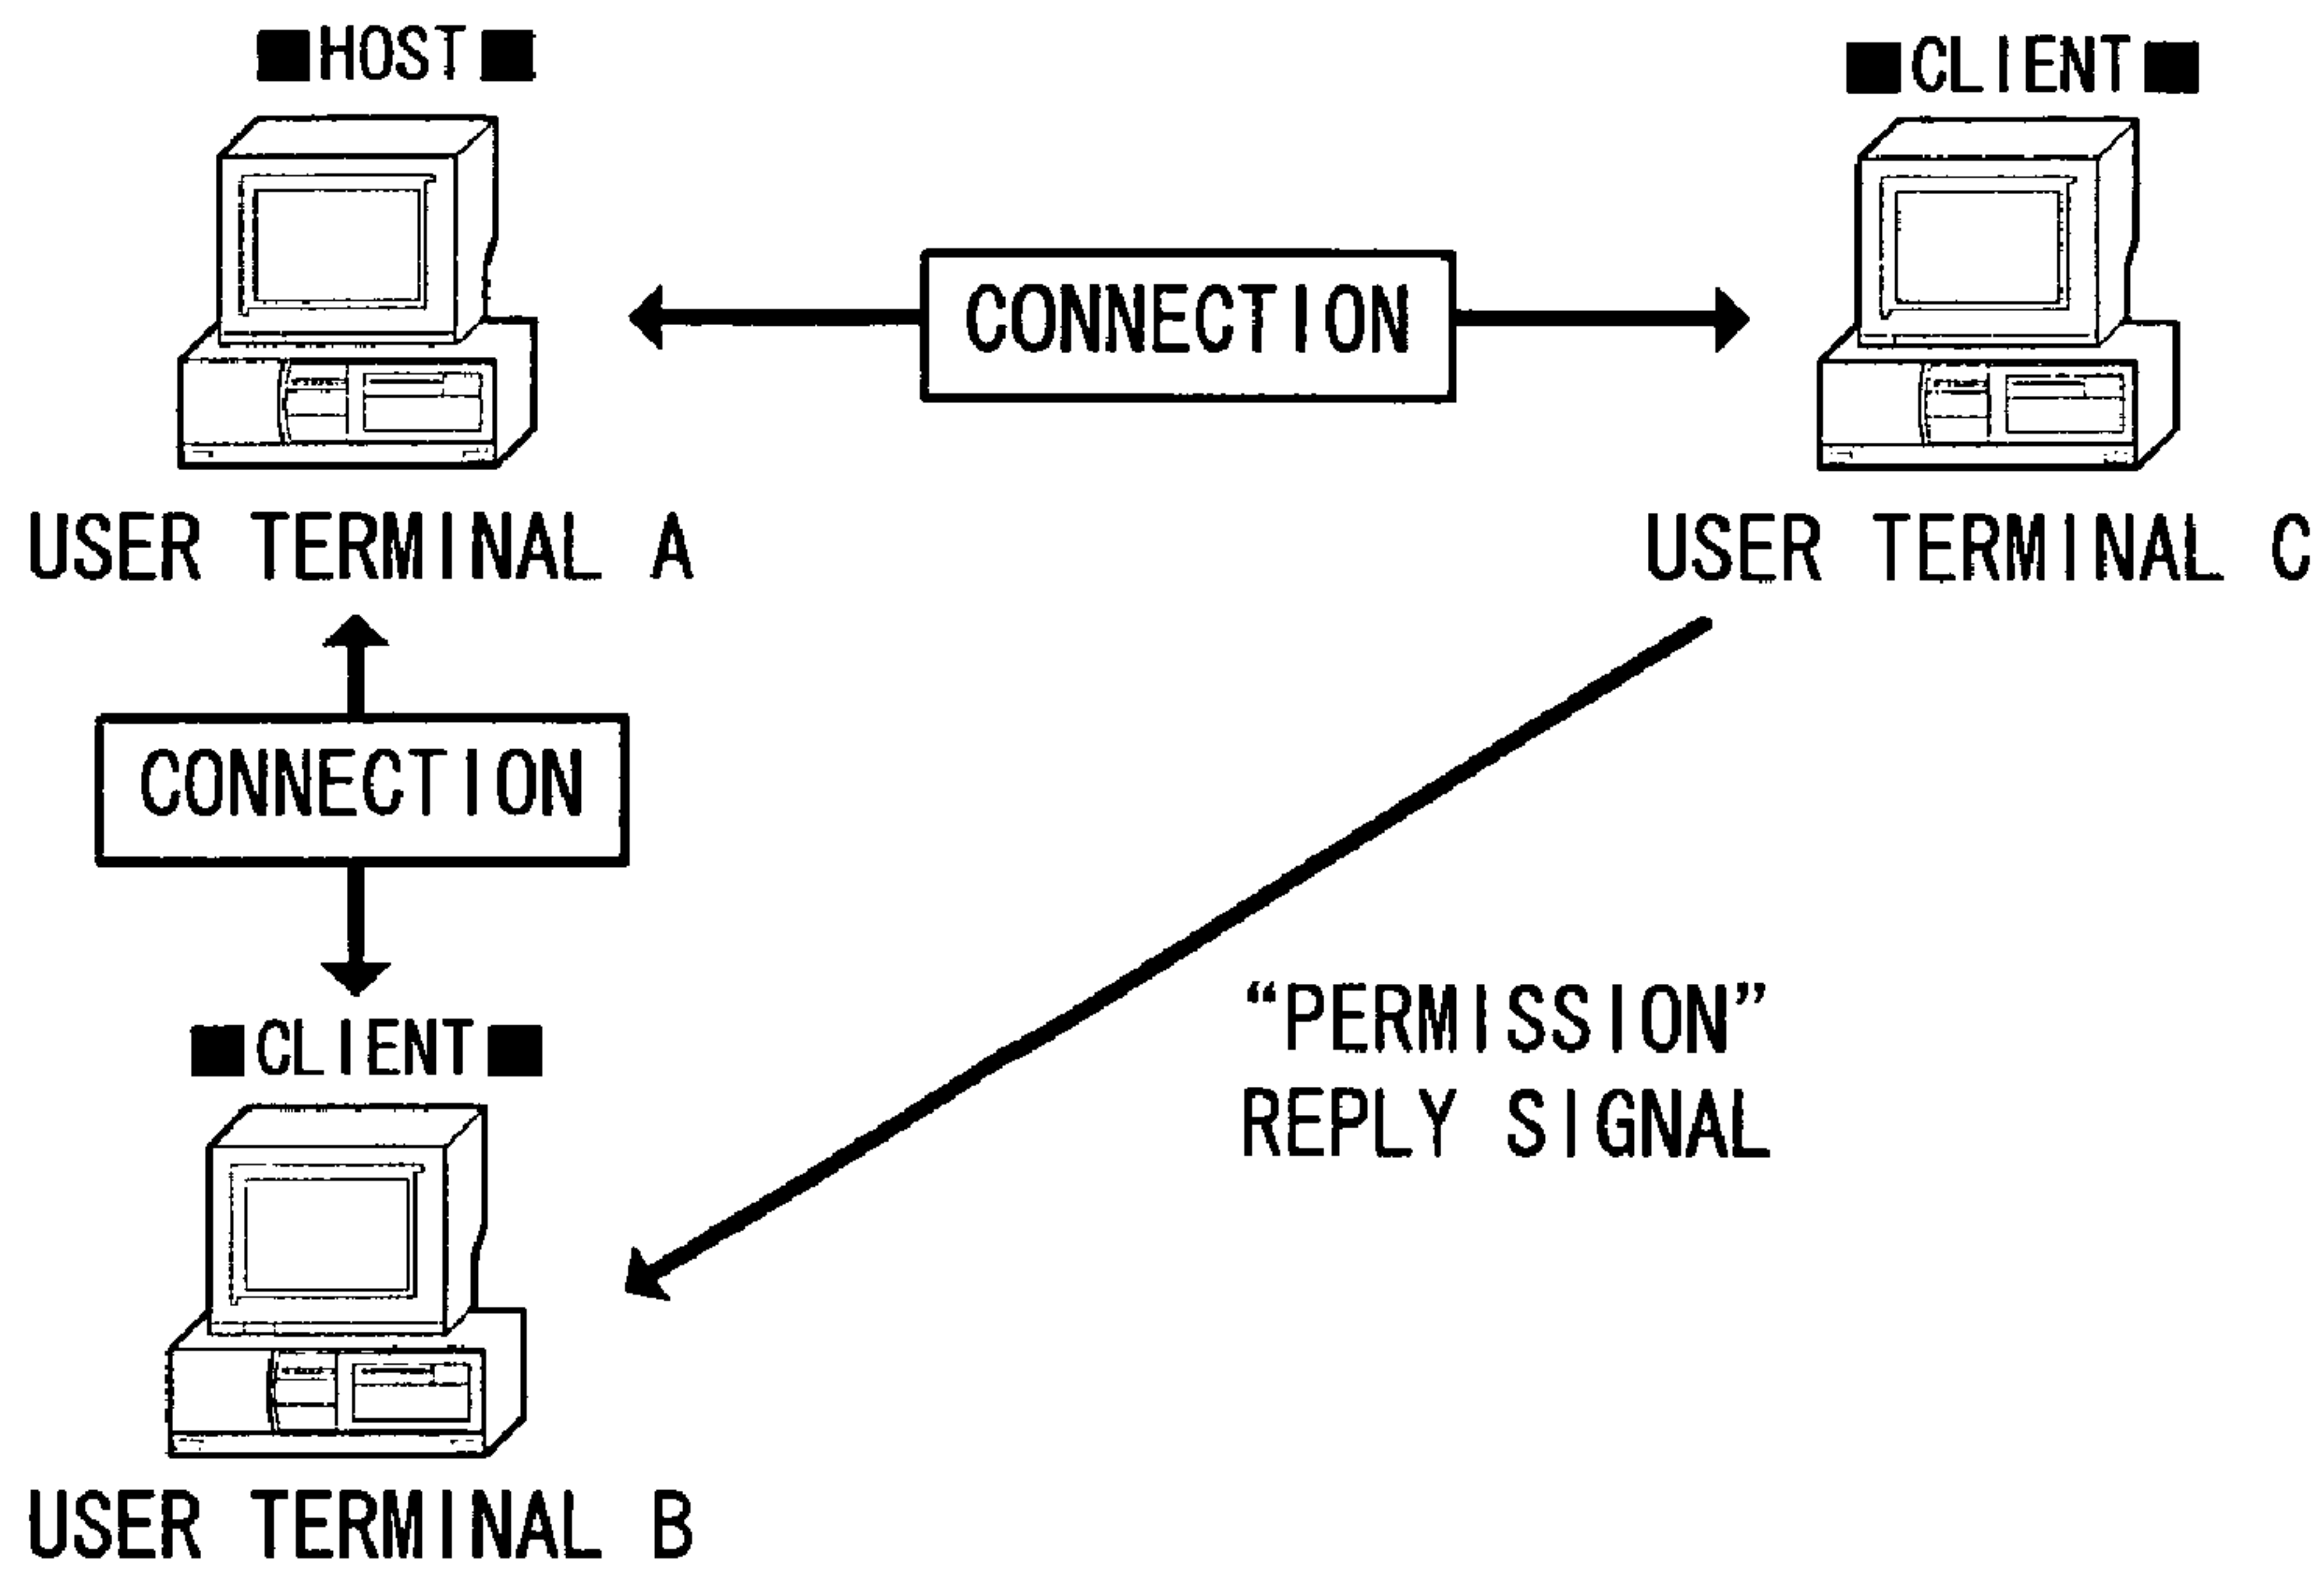 ■HOST■
■CLIENT■
CONNECTION
USER TERMINAL A
USER TERMINAL C
CONNECTION
“PERMISSION”
REPLY SIGNAL
■CLIENT■
USER TERMINAL B